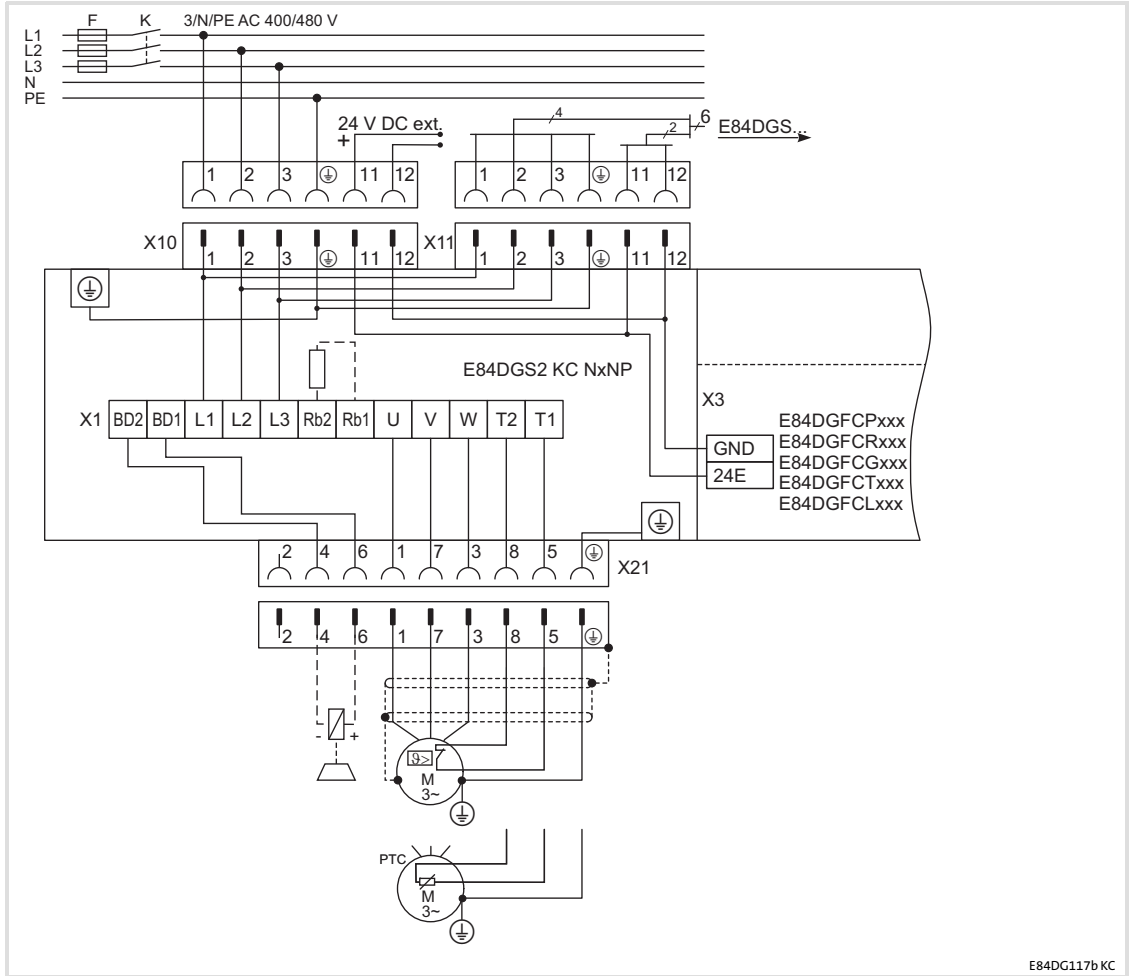 F K 3/N/PE AC 400/480 V
L1
L2
L3
N
PE
24 V DC ext.
+
4
2
6
E84DGS...
1 2 3 11 12
1 2 3 11 12
X10
1 2 3 11 12
X11
1 2 3 11 12
E84DGS2 KC NxNP
X1 BD2 BD1 L1 L2 L3 Rb2 Rb1 U V W T2 T1
X3
GND
24E
E84DGFCPxxx
E84DGFCRxxx
E84DGFCGxxx
E84DGFCTxxx
E84DGFCLxxx
2 4 6 1 7 3 8 5
X21
2 4 6 1 7 3 8 5
- +
ϑ>
M
3~
PTC
M
3~
E84DG117b KC